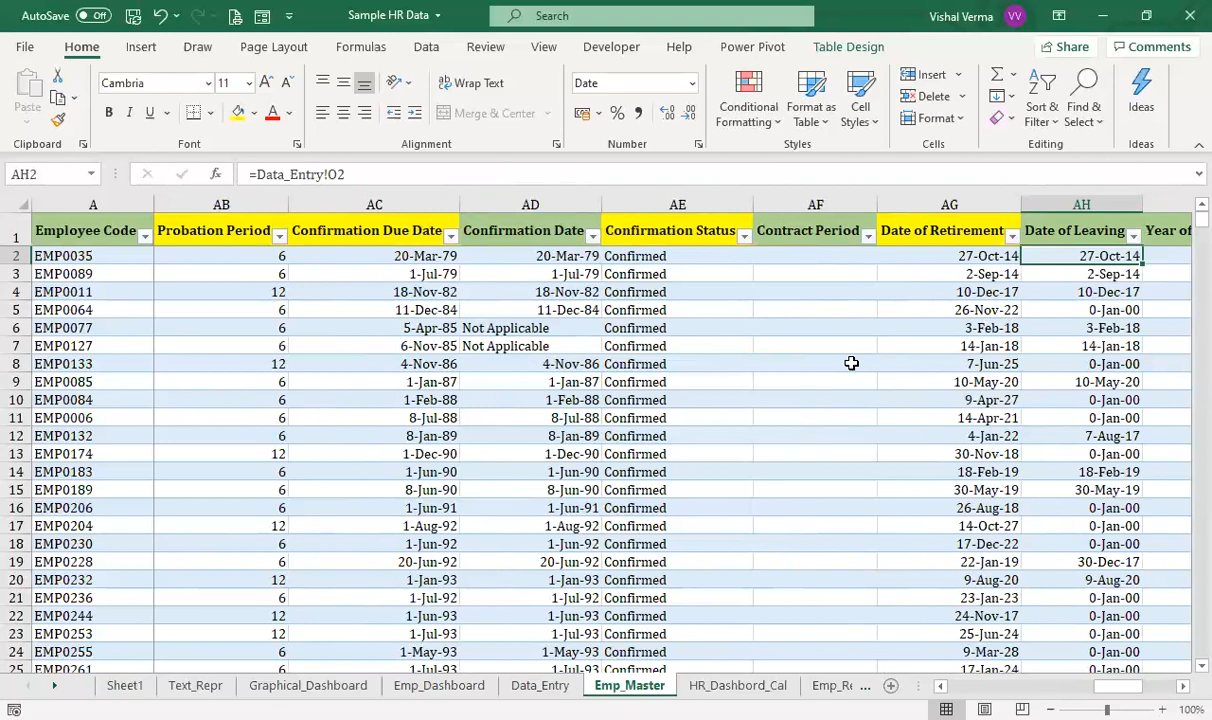 AutoSave Off Sample HR Data Search Vishal Verma VV
File Home Insert Draw Page Layout Formulas Data Review View Developer Help Power Pivot Table Design Share Comments
Paste Cambria 11 Wrap Text Date Insert
B I U Merge & Center Conditional Formatting Format as Table Cell Styles Delete Sort & Filter Find & Select Ideas
Format
Clipboard Font Alignment Number Styles Cells Editing Ideas
AH2 =Data_Entry!O2
A AB AC AD AE AF AG AH
1 Employee Code Probation Period Confirmation Due Date Confirmation Date Confirmation Status Contract Period Date of Retirement Date of Leaving Year of
2 EMP0035 6 20-Mar-79 20-Mar-79 Confirmed 27-Oct-14 27-Oct-14
3 EMP0089 6 1-Jul-79 1-Jul-79 Confirmed 2-Sep-14 2-Sep-14
4 EMP0011 12 18-Nov-82 18-Nov-82 Confirmed 10-Dec-17 10-Dec-17
5 EMP0064 6 11-Dec-84 11-Dec-84 Confirmed 26-Nov-22 0-Jan-00
6 EMP0077 6 5-Apr-85 Not Applicable Confirmed 3-Feb-18 3-Feb-18
7 EMP0127 6 6-Nov-85 Not Applicable Confirmed 14-Jan-18 14-Jan-18
8 EMP0133 12 4-Nov-86 4-Nov-86 Confirmed 7-Jun-25 0-Jan-00
9 EMP0085 6 1-Jan-87 1-Jan-87 Confirmed 10-May-20 10-May-20
10 EMP0084 6 1-Feb-88 1-Feb-88 Confirmed 9-Apr-27 0-Jan-00
11 EMP0006 6 8-Jul-88 8-Jul-88 Confirmed 14-Apr-21 0-Jan-00
12 EMP0132 6 8-Jan-89 8-Jan-89 Confirmed 4-Jan-22 7-Aug-17
13 EMP0174 12 1-Dec-90 1-Dec-90 Confirmed 30-Nov-18 0-Jan-00
14 EMP0183 6 1-Jun-90 1-Jun-90 Confirmed 18-Feb-19 18-Feb-19
15 EMP0189 6 8-Jun-90 8-Jun-90 Confirmed 30-May-19 30-May-19
16 EMP0206 6 1-Jun-91 1-Jun-91 Confirmed 26-Aug-18 0-Jan-00
17 EMP0204 12 1-Aug-92 1-Aug-92 Confirmed 14-Oct-27 0-Jan-00
18 EMP0230 6 1-Jun-92 1-Jun-92 Confirmed 17-Dec-22 0-Jan-00
19 EMP0228 6 20-Jun-92 20-Jun-92 Confirmed 22-Jan-19 30-Dec-17
20 EMP0232 12 1-Jan-93 1-Jan-93 Confirmed 9-Aug-20 9-Aug-20
21 EMP0236 6 1-Jan-93 1-Jan-93 Confirmed 23-Jan-23 0-Jan-00
22 EMP0244 12 1-Jun-93 1-Jun-93 Confirmed 24-Nov-17 0-Jan-00
23 EMP0253 12 1-Jul-93 1-Jul-93 Confirmed 25-Jun-24 0-Jan-00
24 EMP0255 6 1-May-93 1-May-93 Confirmed 9-Mar-28 0-Jan-00
25 EMP0261 6 1-Jul-93 1-Jul-93 Confirmed 17-Jan-24 0-Jan-00
Sheet1 Text_Repr Graphical_Dashboard Emp_Dashboard Data_Entry Emp_Master HR_Dashbord_Cal Emp_Re ...
100%